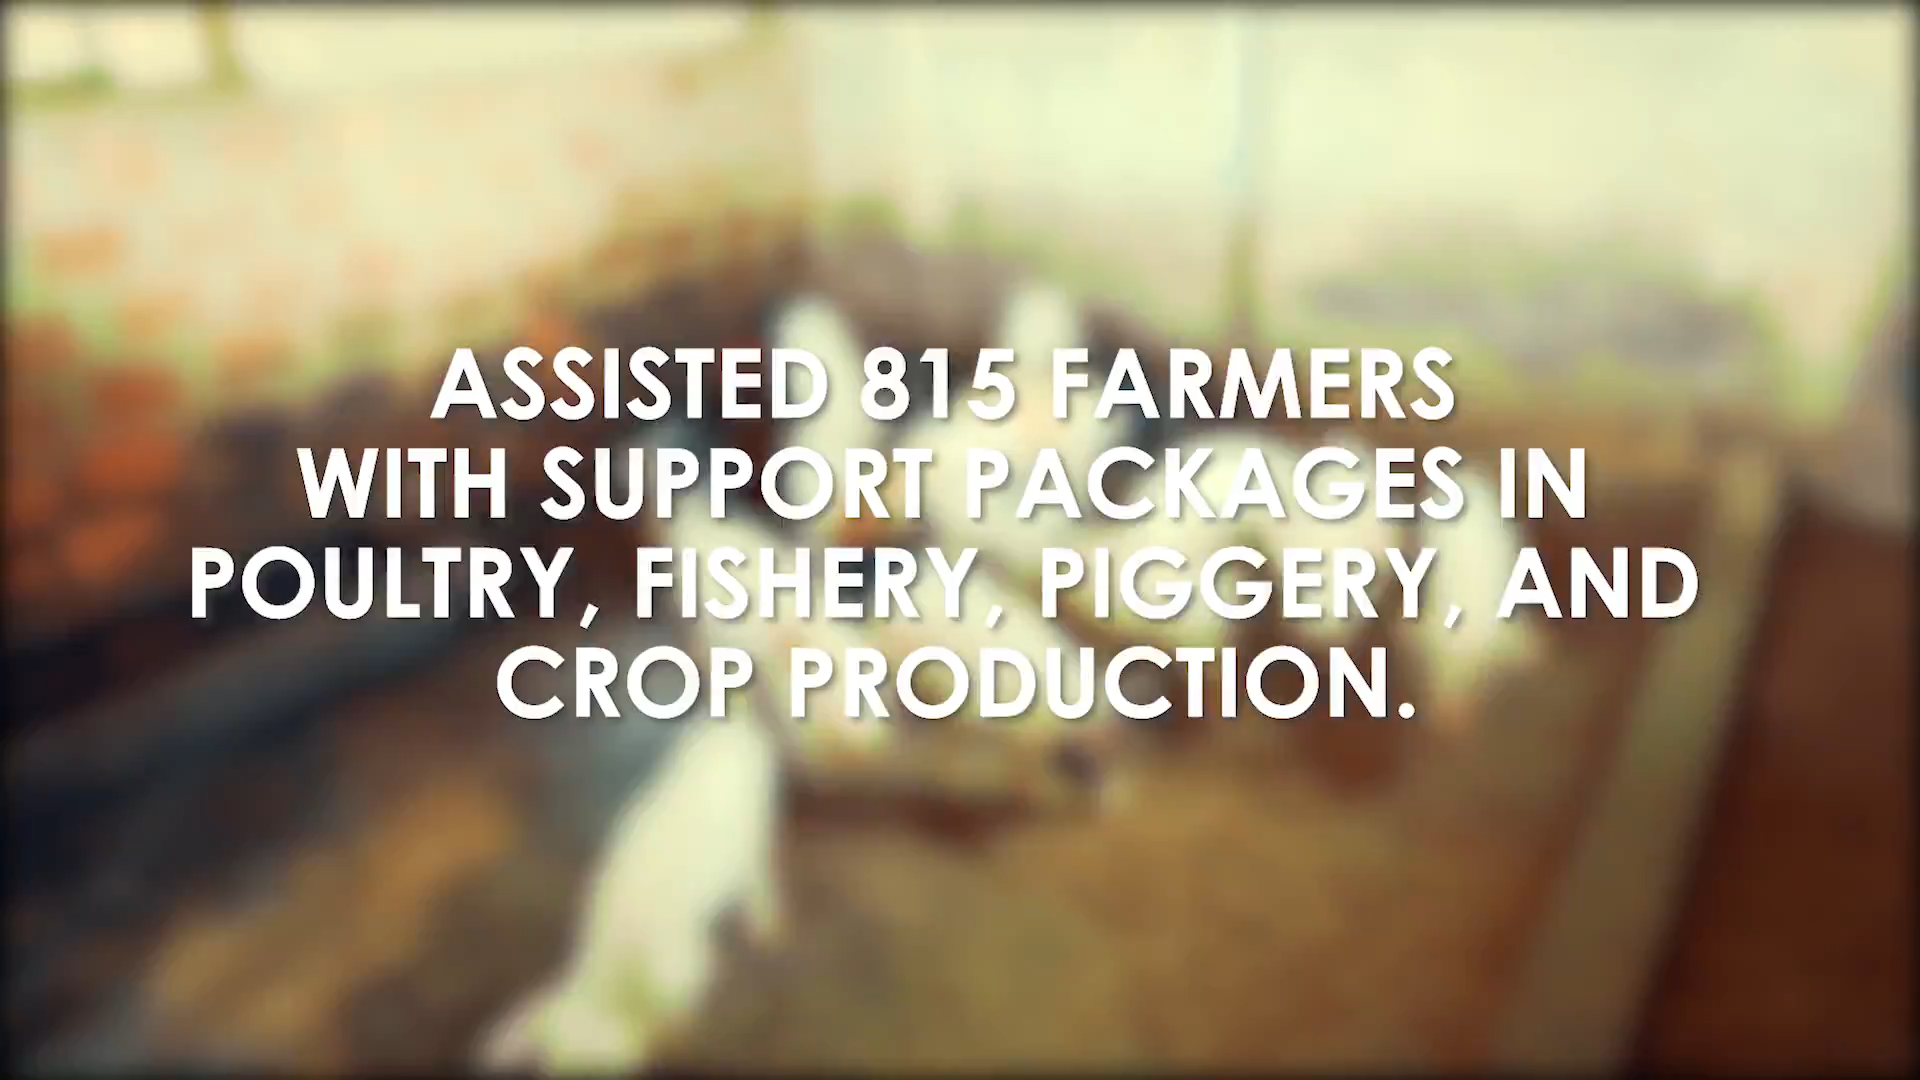 ASSISTED 815 FARMERS
WITH SUPPORT PACKAGES IN
POULTRY, FISHERY, PIGGERY, AND
CROP PRODUCTION.